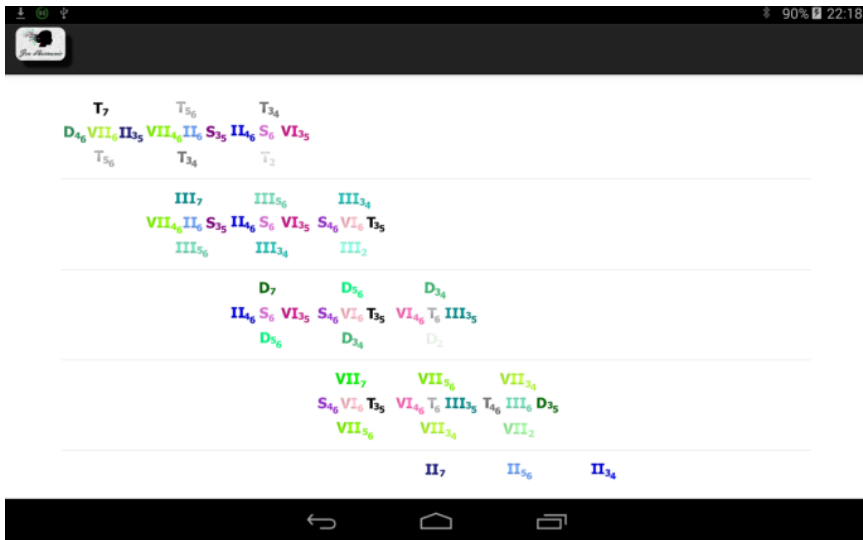 90% 22:18
Jeu d'harmonie
T₇ T₅₆ T₃₄
D₄₆ VII₆ II₃₅ VII₄₆ II₆ S₃₅ II₄₆ S₆ VI₃₅
T₅₆ T₃₄ T₂
III₇ III₅₆ III₃₄
VII₄₆ II₆ S₃₅ II₄₆ S₆ VI₃₅ S₄₆ VI₆ T₃₅
III₅₆ III₃₄ III₂
D₇ D₅₆ D₃₄
II₄₆ S₆ VI₃₅ S₄₆ VI₆ T₃₅ VI₄₆ T₆ III₃₅
D₅₆ D₃₄ D₂
VII₇ VII₅₆ VII₃₄
S₄₆ VI₆ T₃₅ VI₄₆ T₆ III₃₅ T₄₆ III₆ D₃₅
VII₅₆ VII₃₄ VII₂
II₇ II₅₆ II₃₄